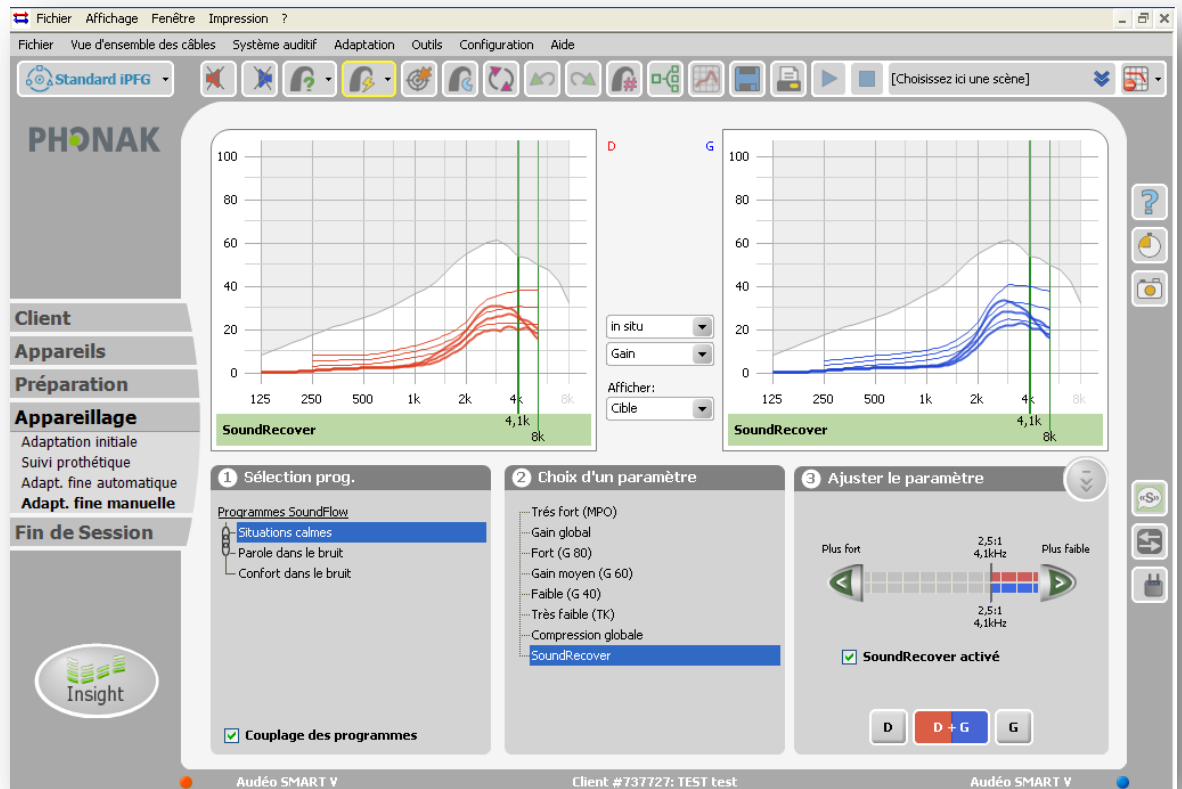 Fichier Affichage Fenêtre Impression ?
Fichier Vue d'ensemble des câbles Système auditif Adaptation Outils Configuration Aide
Standard iPFG
[Choisissez ici une scène]
PHONAK
Client
Appareils
Préparation
Appareillage
Adaptation initiale
Suivi prothétique
Adapt. fine automatique
Adapt. fine manuelle
Fin de Session
Insight
100
80
60
40
20
0
125 250 500 1k 2k 4k 8k
4,1k
8k
SoundRecover
D G
in situ
Gain
Afficher:
Cible
100
80
60
40
20
0
125 250 500 1k 2k 4k 8k
4,1k
8k
SoundRecover
1 Sélection prog.
Programmes SoundFlow
Situations calmes
Parole dans le bruit
Confort dans le bruit
Couplage des programmes
2 Choix d'un paramètre
Trés fort (MPO)
Gain global
Fort (G 80)
Gain moyen (G 60)
Faible (G 40)
Très faible (TK)
Compression globale
SoundRecover
3 Ajuster le paramètre
Plus fort
2,5:1
4,1kHz
Plus faible
2,5:1
4,1kHz
SoundRecover activé
D D + G G
«S»
Audéo SMART V Client #737727: TEST test Audéo SMART V